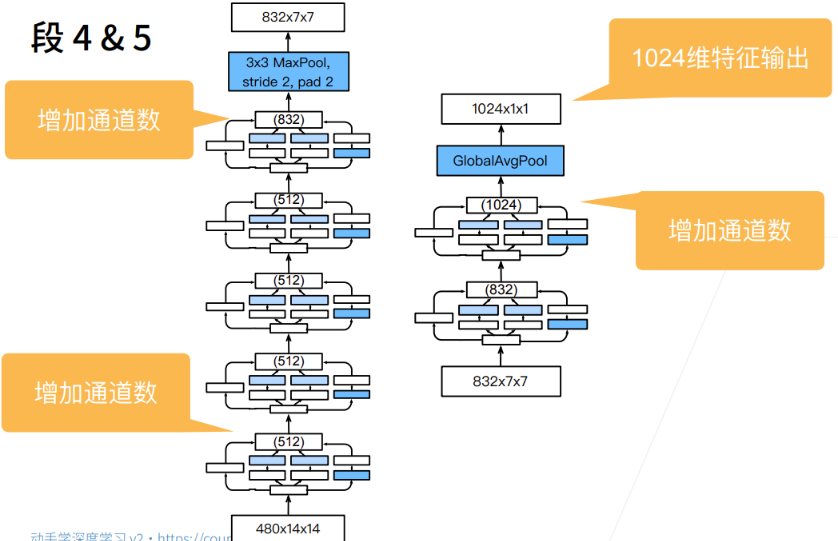 段 4 & 5
832x7x7
3x3 MaxPool,
stride 2, pad 2
增加通道数
(832)
(512)
(512)
(512)
增加通道数
(512)
480x14x14
1024维特征输出
1024x1x1
GlobalAvgPool
(1024)
增加通道数
(832)
832x7x7
动手学深度学习 v2 · https://cour